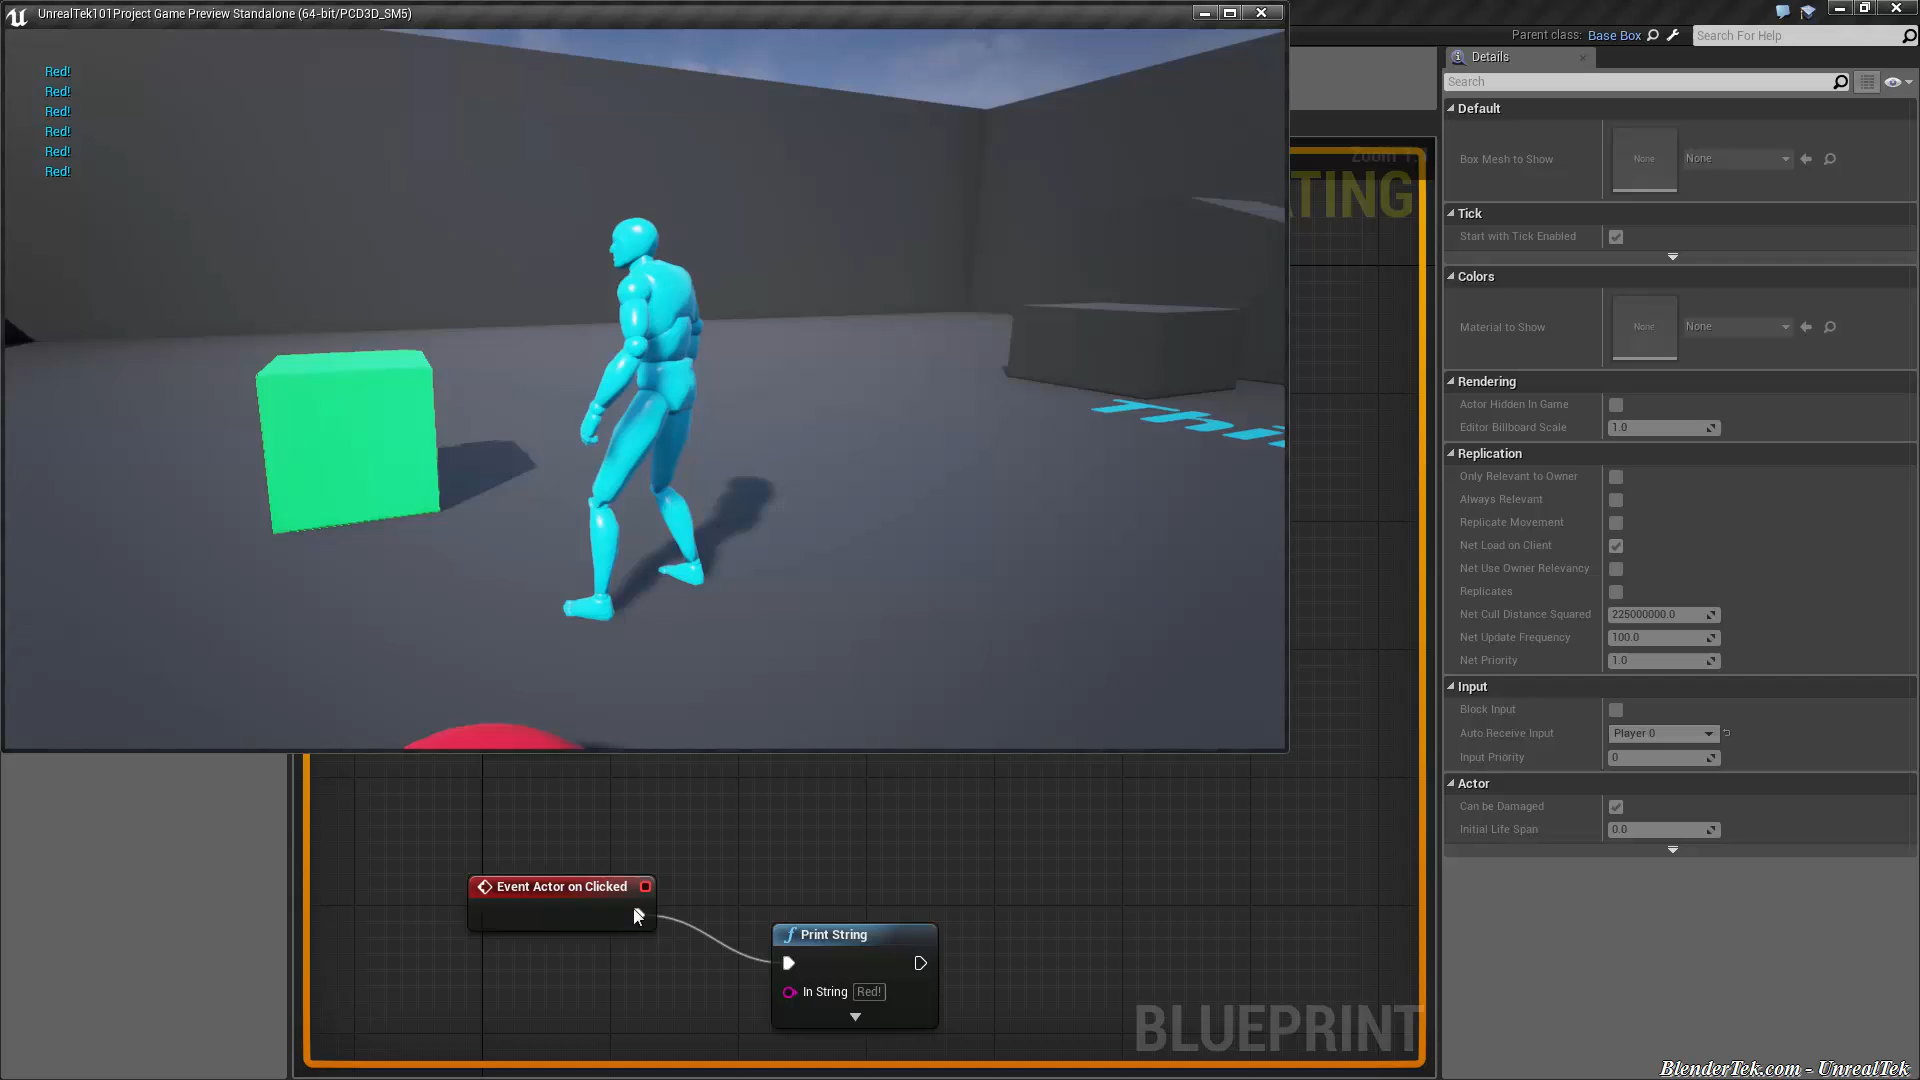 UnrealTek101Project Game Preview Standalone (64-bit/PCD3D_SM5)
Red!
Red!
Red!
Red!
Red!
Red!
Parent class: Base Box
Search For Help
Details
Search
Default
Box Mesh to Show
None
None
Tick
Start with Tick Enabled
Colors
Material to Show
None
None
Rendering
Actor Hidden In Game
Editor Billboard Scale
1.0
Replication
Only Relevant to Owner
Always Relevant
Replicate Movement
Net Load on Client
Net Use Owner Relevancy
Replicates
Net Cull Distance Squared
225000000.0
Net Update Frequency
100.0
Net Priority
1.0
Input
Block Input
Auto Receive Input
Player 0
Input Priority
0
Actor
Can be Damaged
Initial Life Span
0.0
Zoom 1:
TING
Thi
Event Actor on Clicked
f Print String
In String Red!
BLUEPRINT
BlenderTek.com - UnrealTek